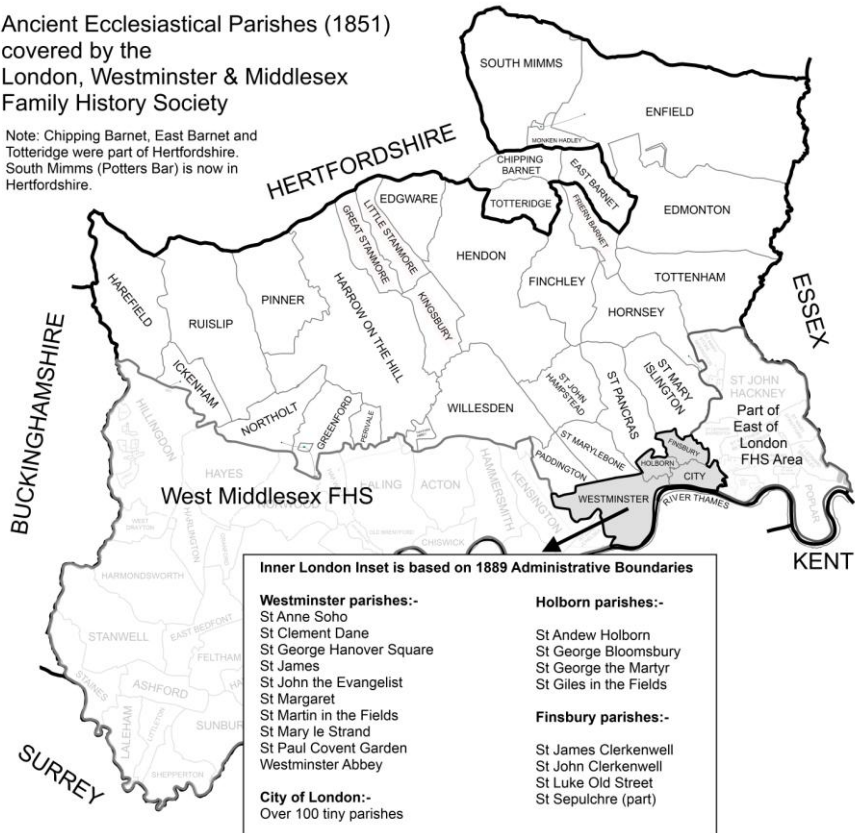 Ancient Ecclesiastical Parishes (1851)
covered by the
London, Westminster & Middlesex
Family History Society
Note: Chipping Barnet, East Barnet and
Totteridge were part of Hertfordshire.
South Mimms (Potters Bar) is now in
Hertfordshire.
HERTFORDSHIRE
BUCKINGHAMSHIRE
ESSEX
KENT
SURREY
SOUTH MIMMS
ENFIELD
MONKEN HADLEY
CHIPPING
BARNET
EAST BARNET
TOTTERIDGE
FRIERN BARNET
EDMONTON
EDGWARE
LITTLE STANMORE
GREAT STANMORE
HENDON
FINCHLEY
TOTTENHAM
HORNSEY
HAREFIELD
RUISLIP
PINNER
HARROW ON THE HILL
KINGSBURY
ICKENHAM
NORTHOLT
GREENFORD
PERIVALE
WILLESDEN
ST JOHN
HAMPSTEAD
ST PANCRAS
ST MARY
ISLINGTON
ST JOHN
HACKNEY
Part of
East of
London
FHS Area
POPLAR
PADDINGTON
ST MARYLEBONE
FINSBURY
HOLBORN
CITY
WESTMINSTER
RIVER THAMES
HILLINGDON
HAYES
West Middlesex FHS
NORWOOD
EALING
ACTON
HAMMERSMITH
KENSINGTON
WEST
DRAYTON
HARLINGTON
CRANFORD
OLD BRENTFORD
CHISWICK
HARMONDSWORTH
STANWELL
EAST BEDFONT
FELTHAM
STAINES
ASHFORD
LALEHAM
LITTLETON
SUNBUR
SHEPPERTON
Inner London Inset is based on 1889 Administrative Boundaries
Westminster parishes:-
St Anne Soho
St Clement Dane
St George Hanover Square
St James
St John the Evangelist
St Margaret
St Martin in the Fields
St Mary le Strand
St Paul Covent Garden
Westminster Abbey
City of London:-
Over 100 tiny parishes
Holborn parishes:-
St Andew Holborn
St George Bloomsbury
St George the Martyr
St Giles in the Fields
Finsbury parishes:-
St James Clerkenwell
St John Clerkenwell
St Luke Old Street
St Sepulchre (part)